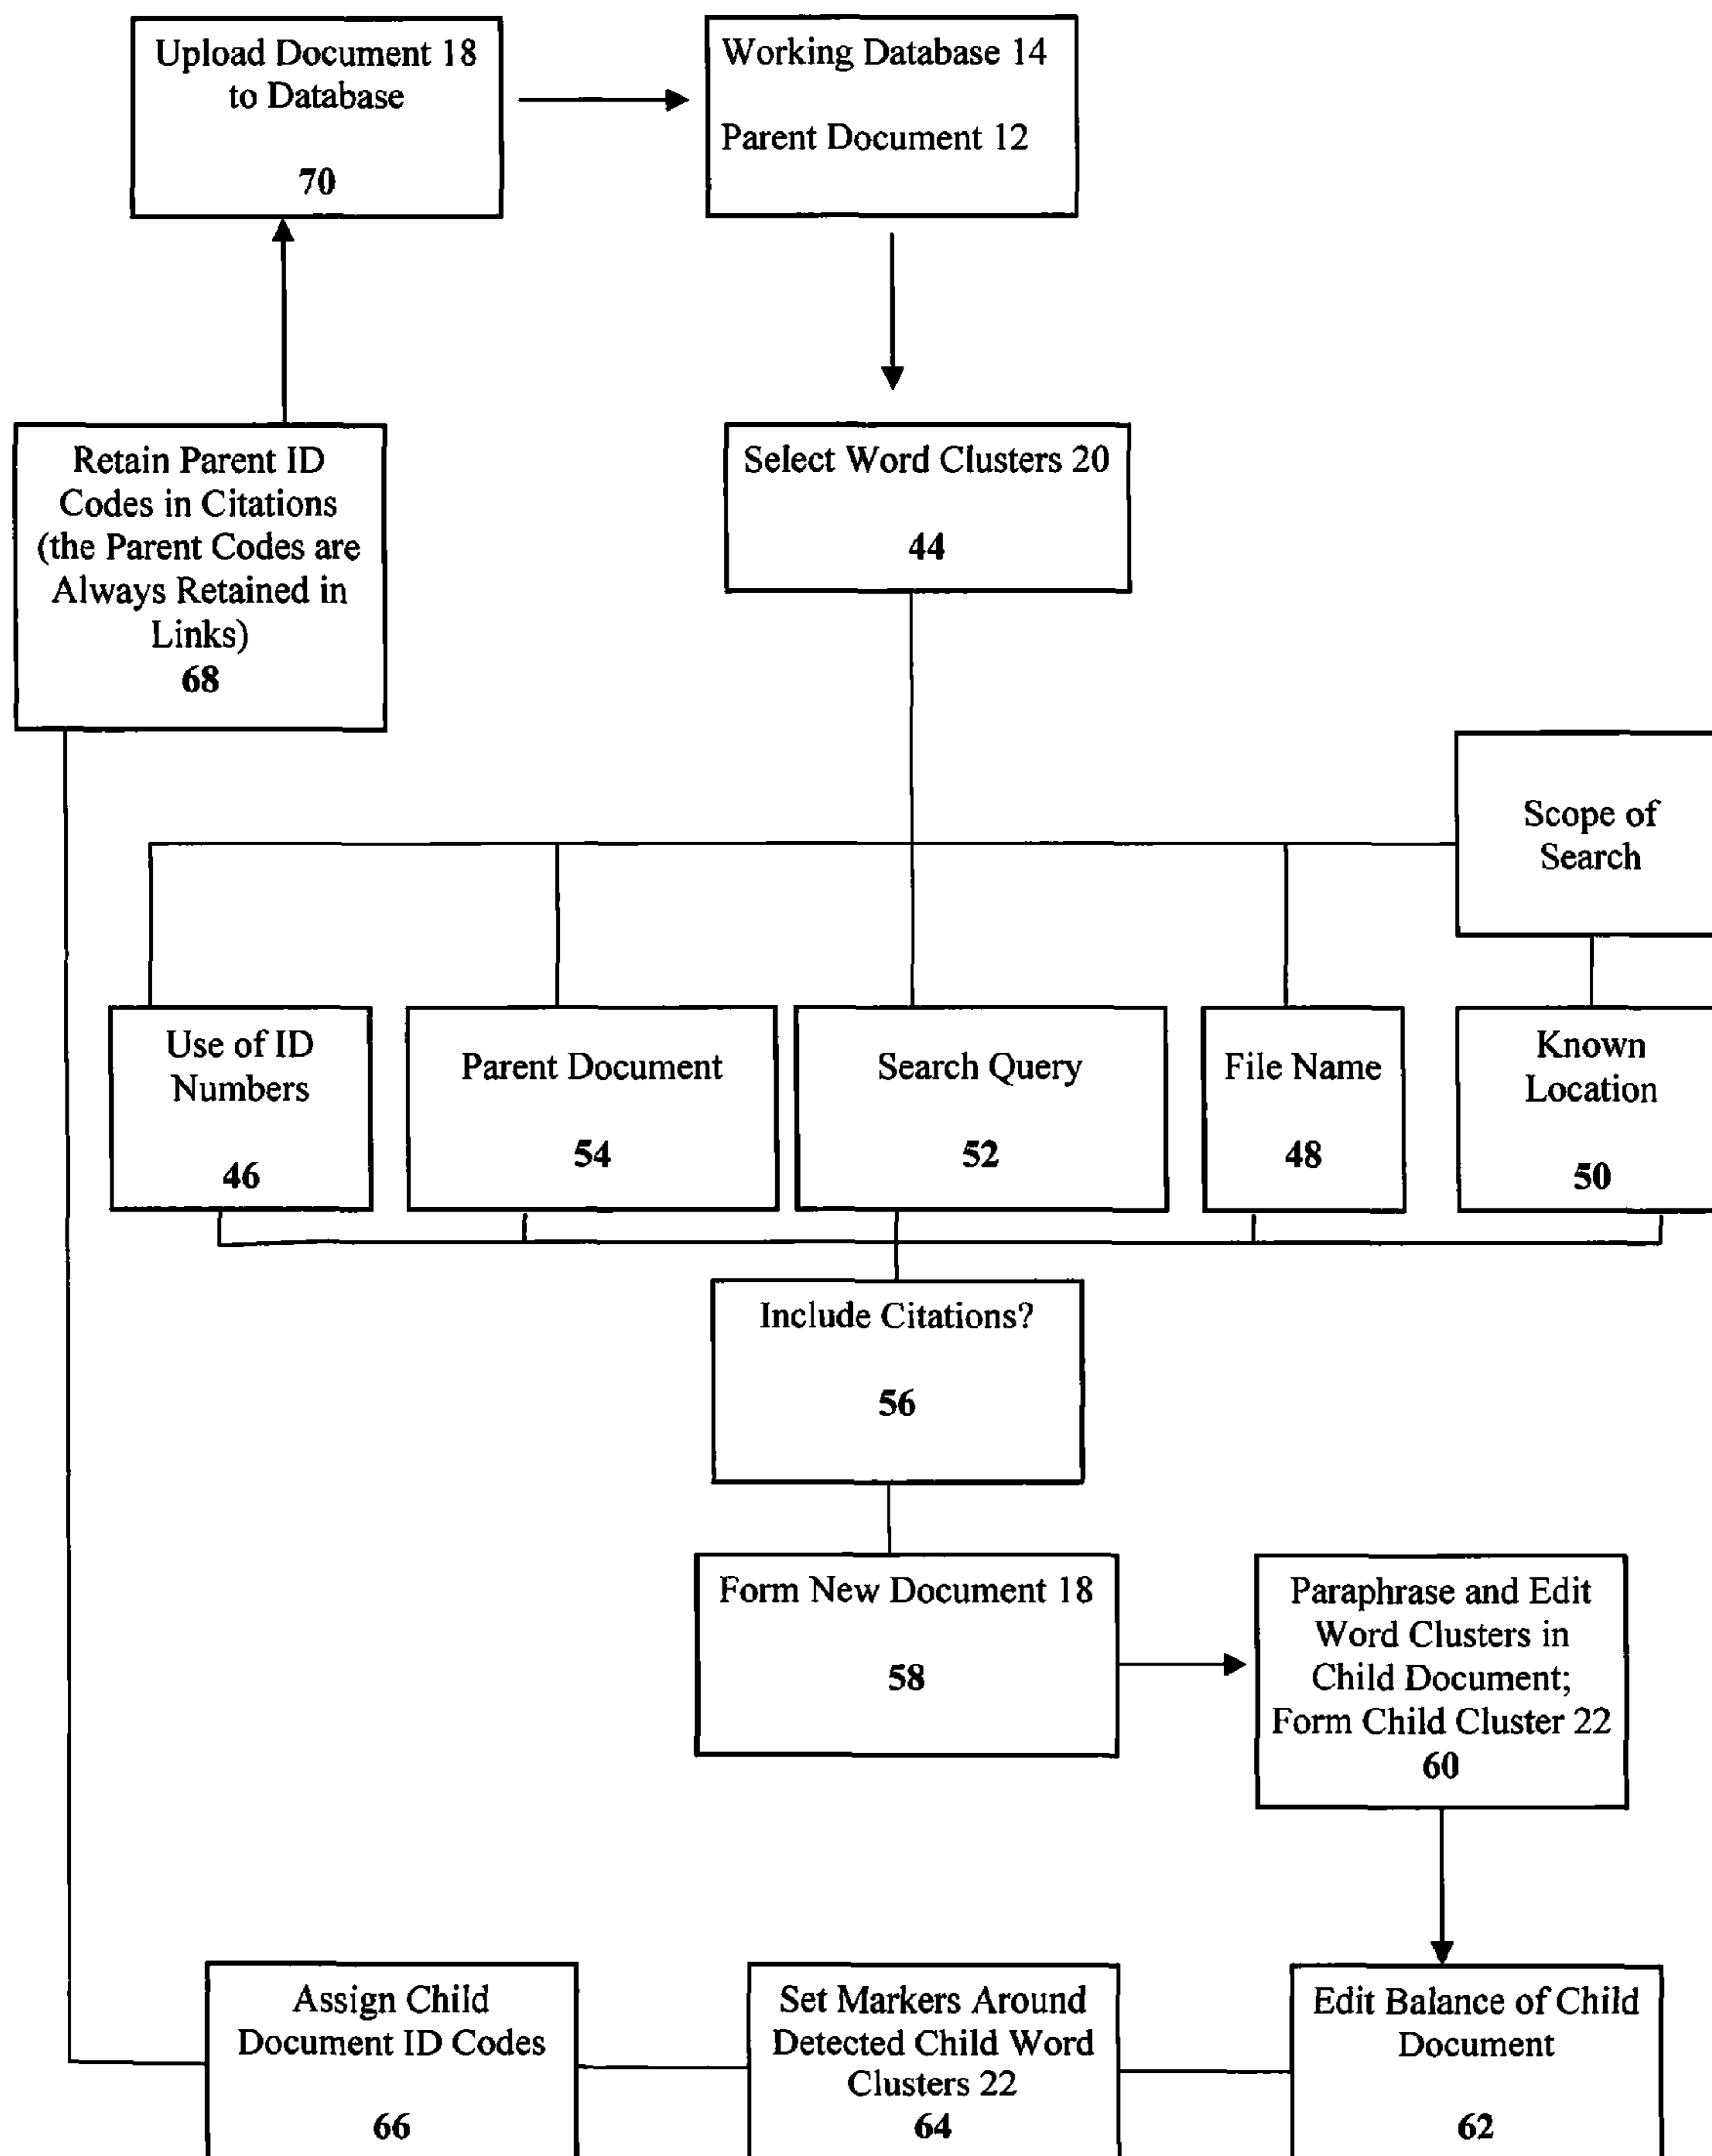 Upload Document 18
to Database
70
Working Database 14
Parent Document 12
Retain Parent ID
Codes in Citations
(the Parent Codes are
Always Retained in
Links)
68
Select Word Clusters 20
44
Scope of
Search
Use of ID
Numbers
46
Parent Document
54
Search Query
52
File Name
48
Known
Location
50
Include Citations?
56
Form New Document 18
58
Paraphrase and Edit
Word Clusters in
Child Document;
Form Child Cluster 22
60
Assign Child
Document ID Codes
66
Set Markers Around
Detected Child Word
Clusters 22
64
Edit Balance of Child
Document
62